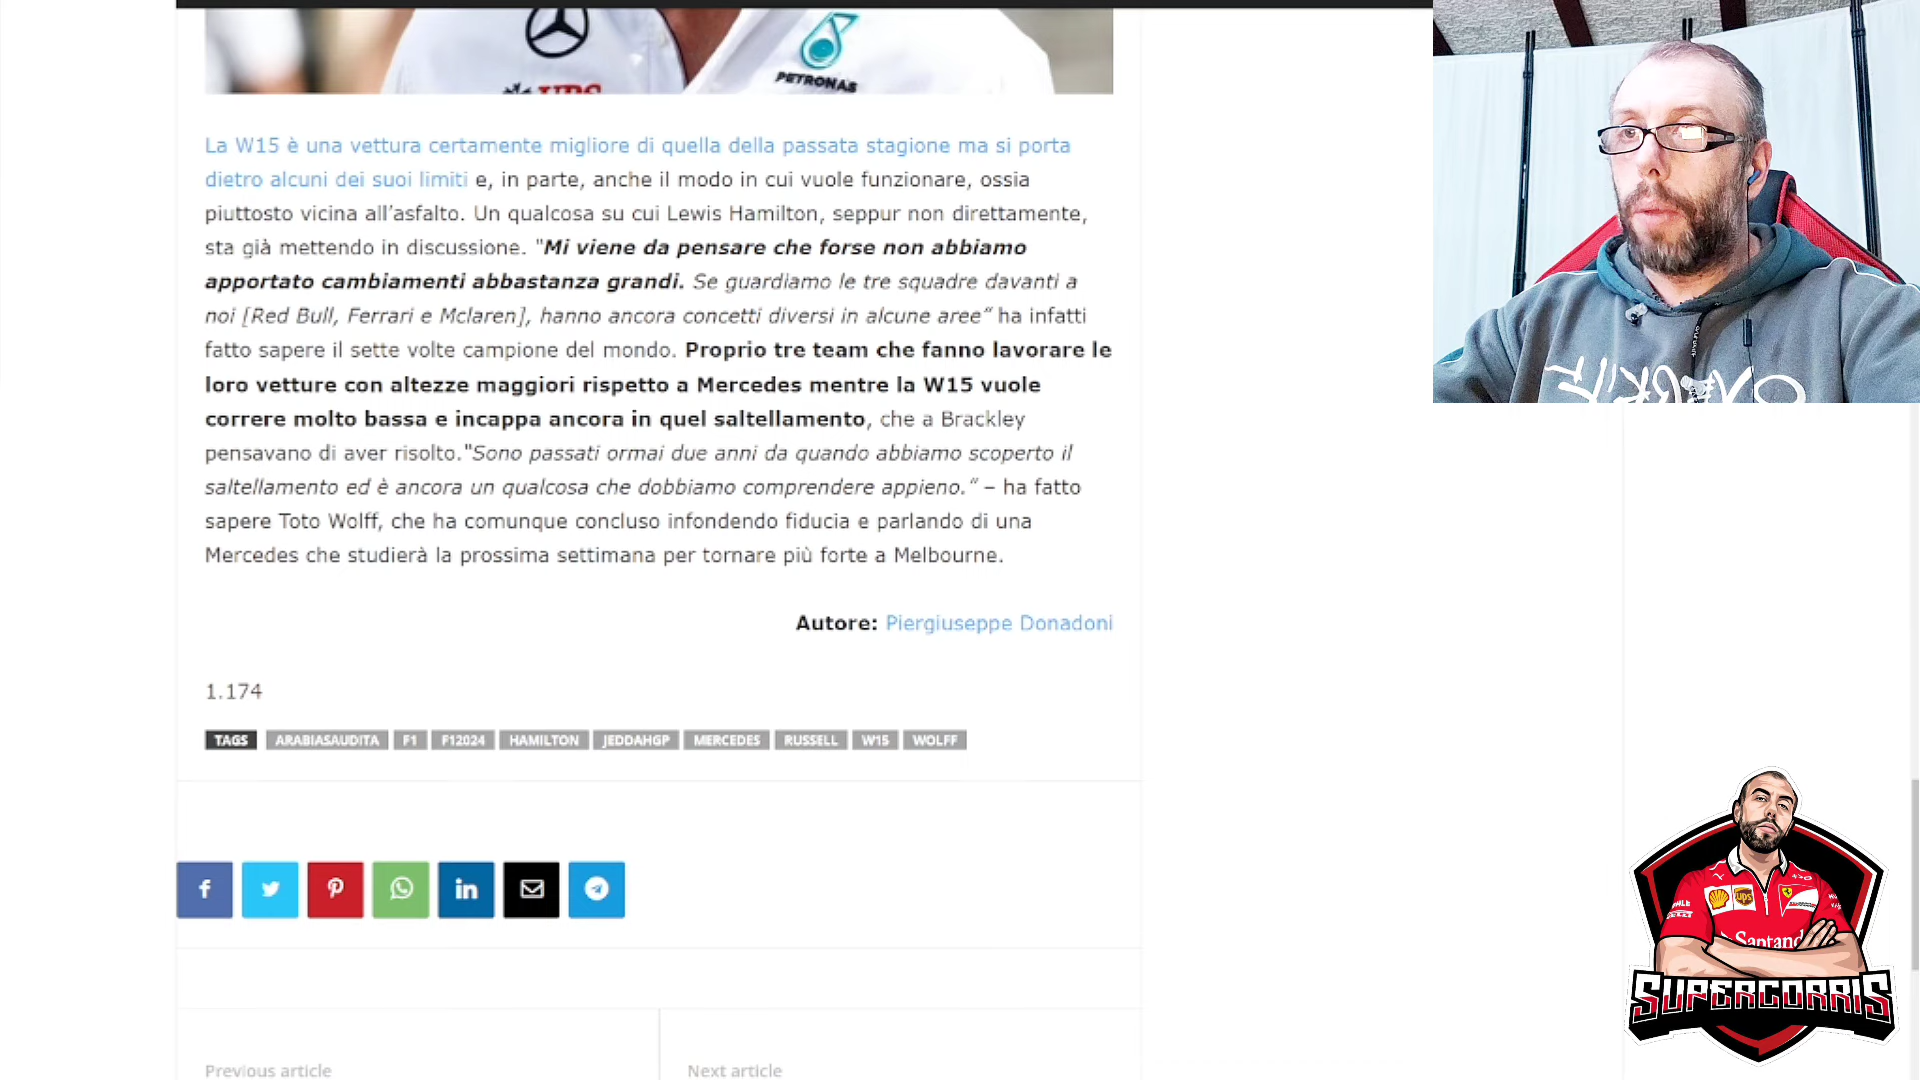 UPS
PETRONAS
La W15 è una vettura certamente migliore di quella della passata stagione ma si porta
dietro alcuni dei suoi limiti e, in parte, anche il modo in cui vuole funzionare, ossia
piuttosto vicina all’asfalto. Un qualcosa su cui Lewis Hamilton, seppur non direttamente,
sta già mettendo in discussione. "Mi viene da pensare che forse non abbiamo
apportato cambiamenti abbastanza grandi. Se guardiamo le tre squadre davanti a
noi [Red Bull, Ferrari e Mclaren], hanno ancora concetti diversi in alcune aree” ha infatti
fatto sapere il sette volte campione del mondo. Proprio tre team che fanno lavorare le
loro vetture con altezze maggiori rispetto a Mercedes mentre la W15 vuole
correre molto bassa e incappa ancora in quel saltellamento, che a Brackley
pensavano di aver risolto."Sono passati ormai due anni da quando abbiamo scoperto il
saltellamento ed è ancora un qualcosa che dobbiamo comprendere appieno.” – ha fatto
sapere Toto Wolff, che ha comunque concluso infondendo fiducia e parlando di una
Mercedes che studierà la prossima settimana per tornare più forte a Melbourne.
Autore: Piergiuseppe Donadoni
1.174
TAGS ARABIASAUDITA F1 F12024 HAMILTON JEDDAHGP MERCEDES RUSSELL W15 WOLFF
Previous article
Next article
ups
Santand
SUPERCORRIS